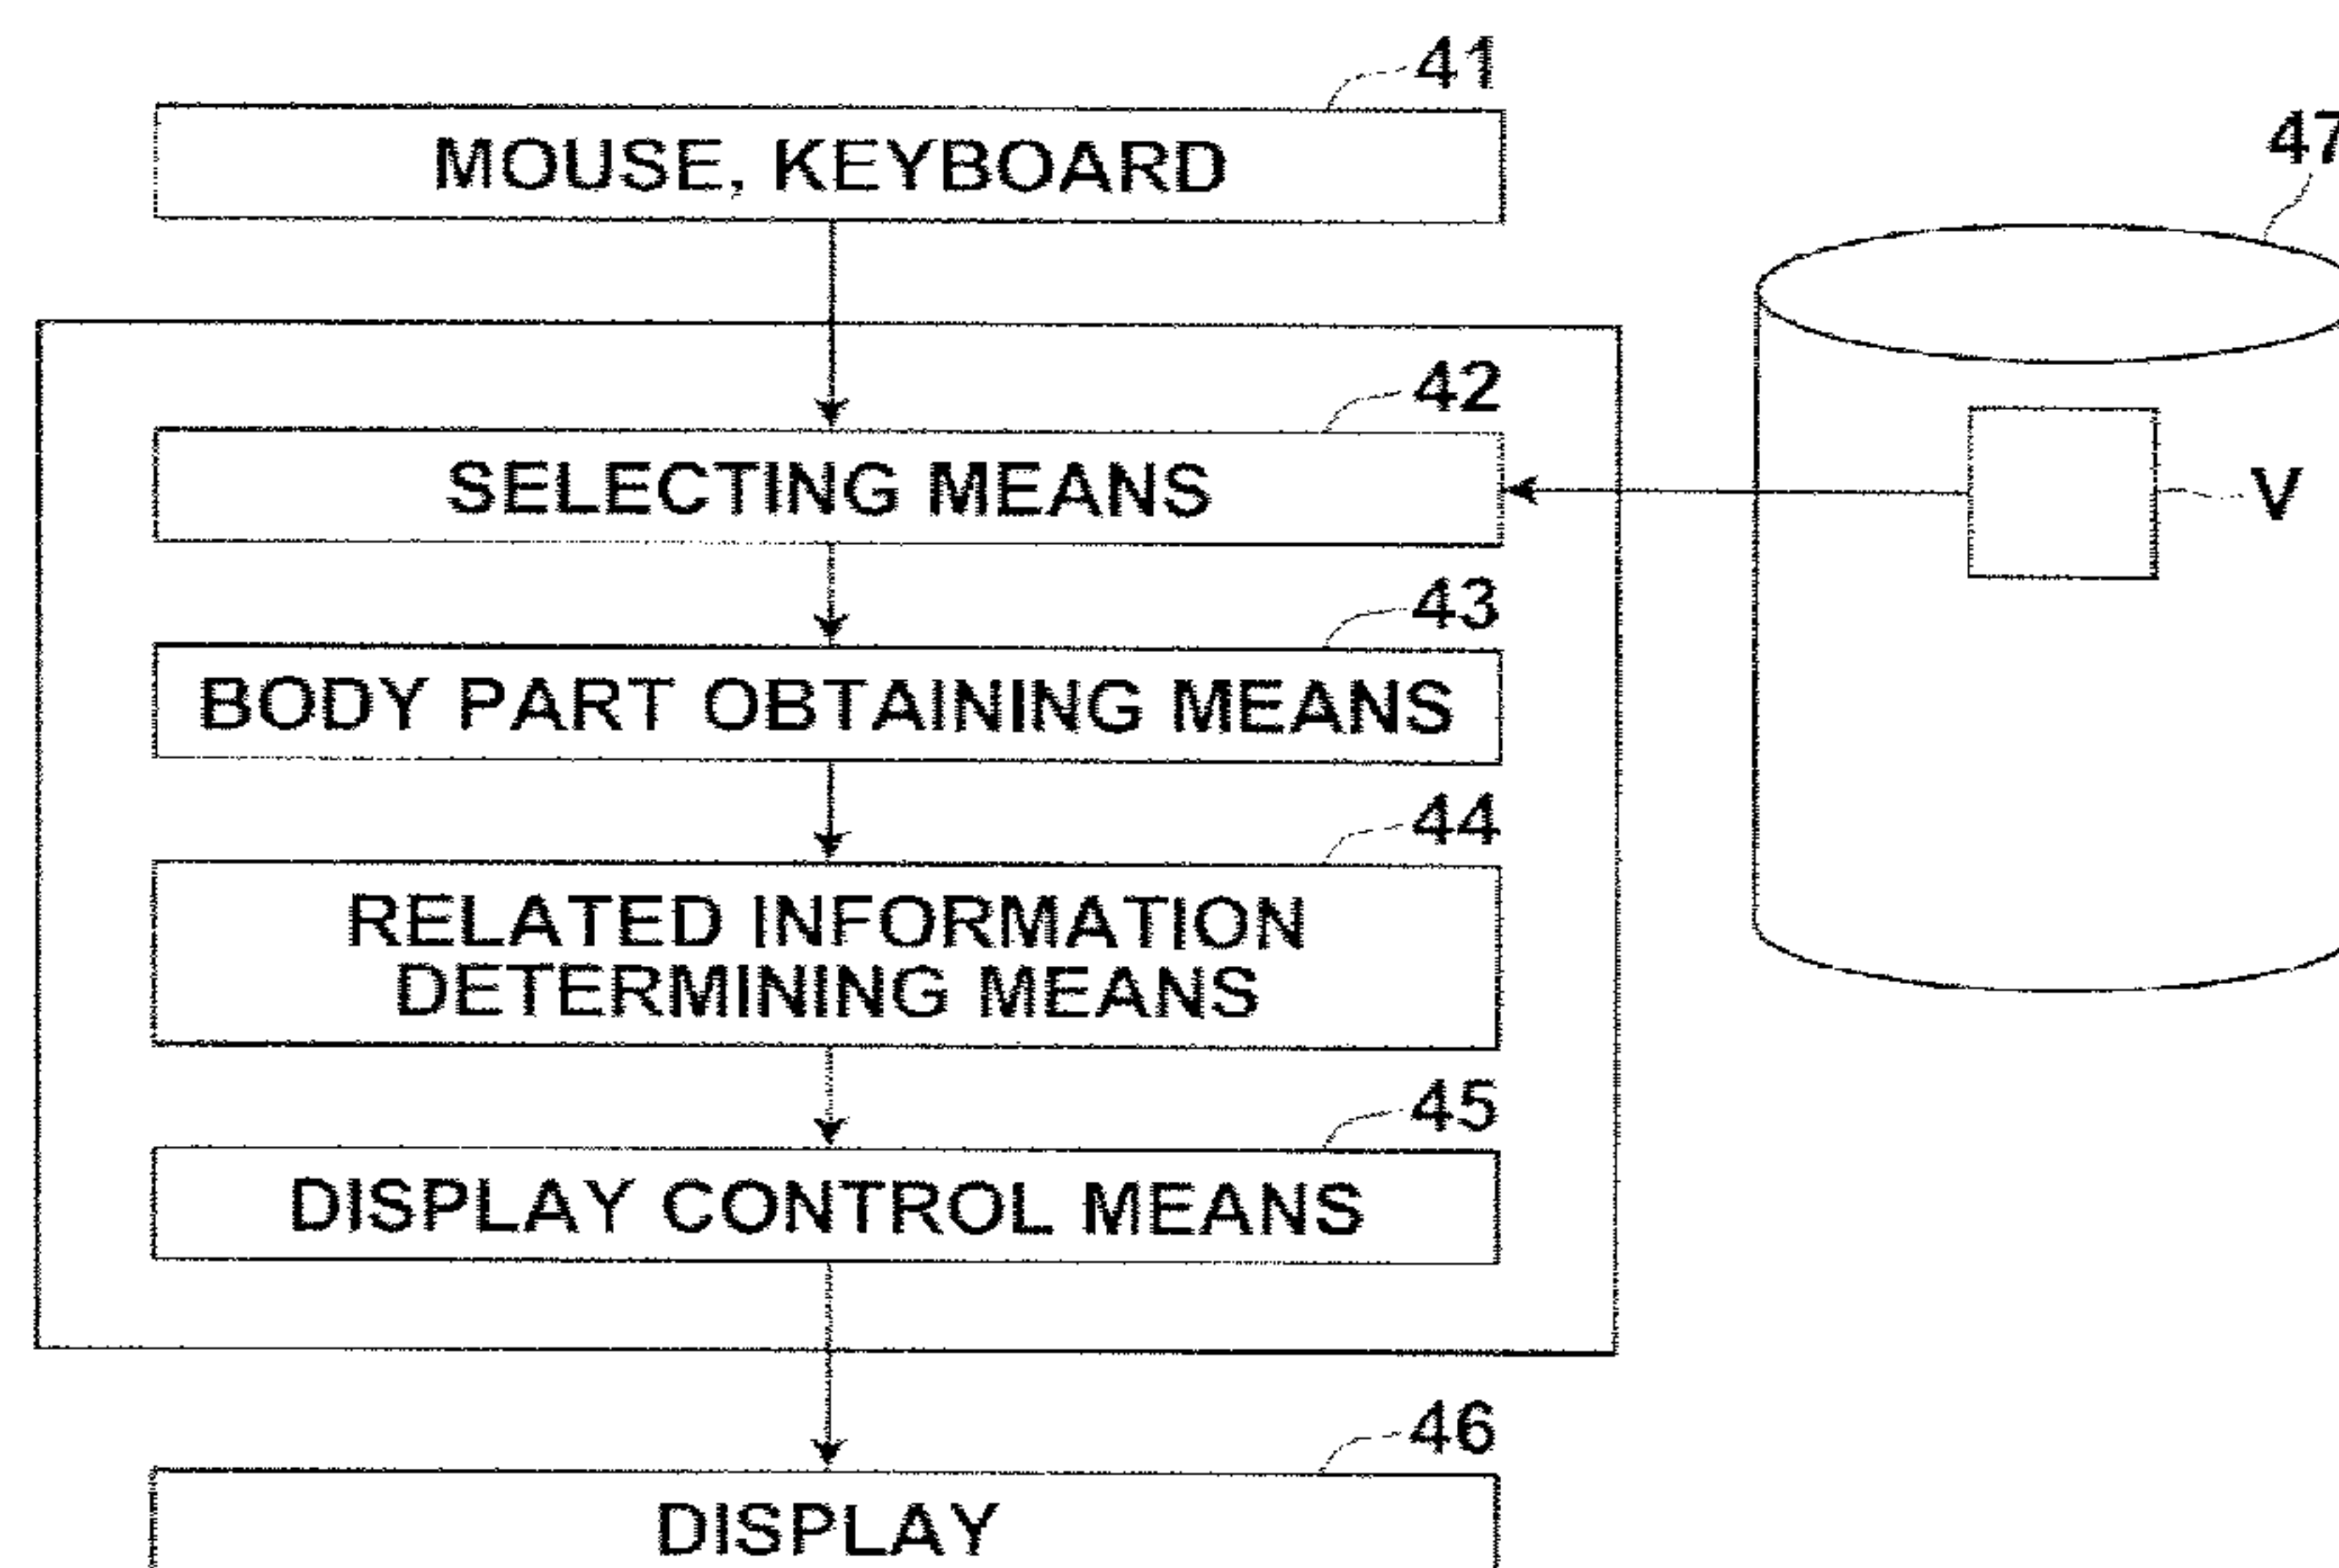 41
MOUSE, KEYBOARD
47
42
SELECTING MEANS
V
43
BODY PART OBTAINING MEANS
44
RELATED INFORMATION
DETERMINING MEANS
45
DISPLAY CONTROL MEANS
46
DISPLAY